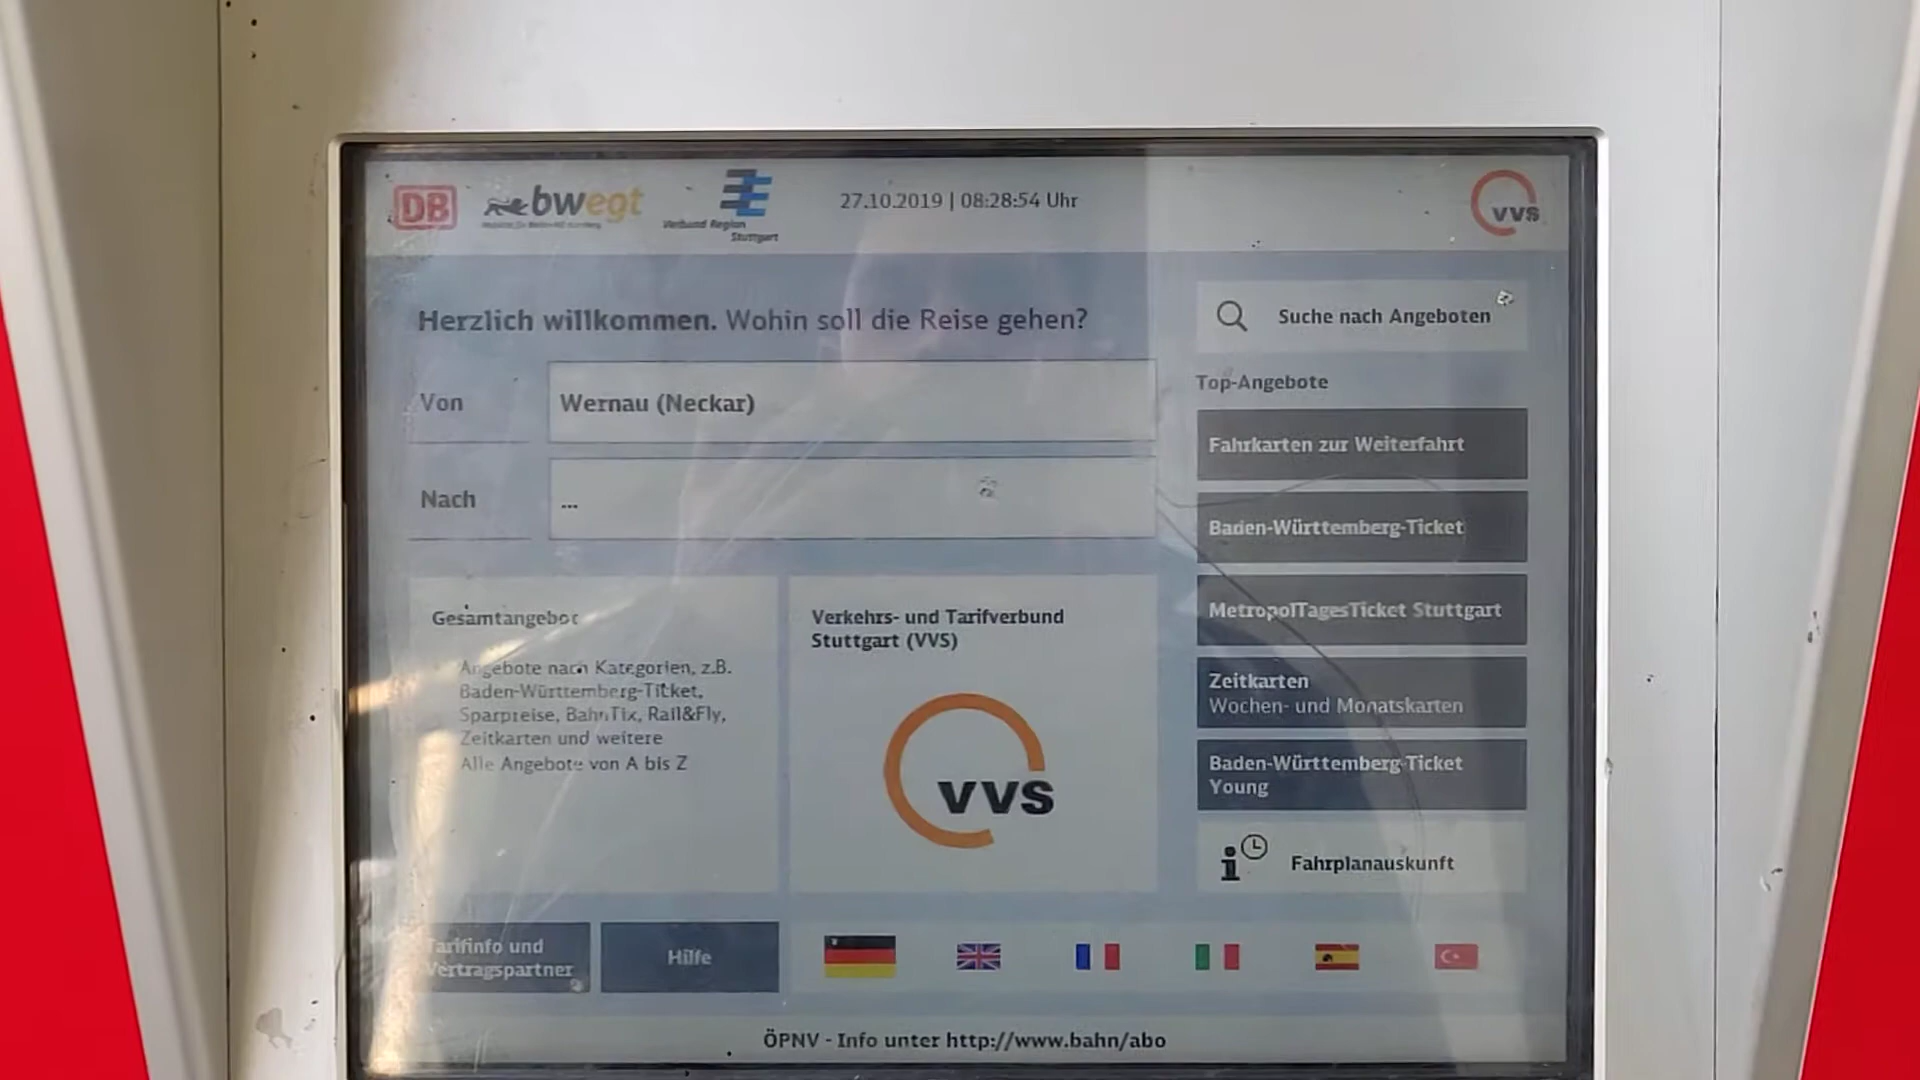 DB
bwegt
Verband Region
Stuttgart
27.10.2019 | 08:28:54 Uhr
VVS
Herzlich willkommen. Wohin soll die Reise gehen?
Von
Wernau (Neckar)
Nach
...
Gesamtangebot
Angebote nach Kategorien, z.B.
Baden-Württemberg-Ticket,
Sparpreise, BahnTix, Rail&Fly,
Zeitkarten und weitere
Alle Angebote von A bis Z
Verkehrs- und Tarifverbund
Stuttgart (VVS)
VVS
Suche nach Angeboten
Top-Angebote
Fahrkarten zur Weiterfahrt
Baden-Württemberg-Ticket
MetropolTagesTicket Stuttgart
Zeitkarten
Wochen- und Monatskarten
Baden-Württemberg-Ticket
Young
Fahrplanauskunft
Tarifinfo und
Vertragspartner
Hilfe
ÖPNV - Info unter http://www.bahn/abo